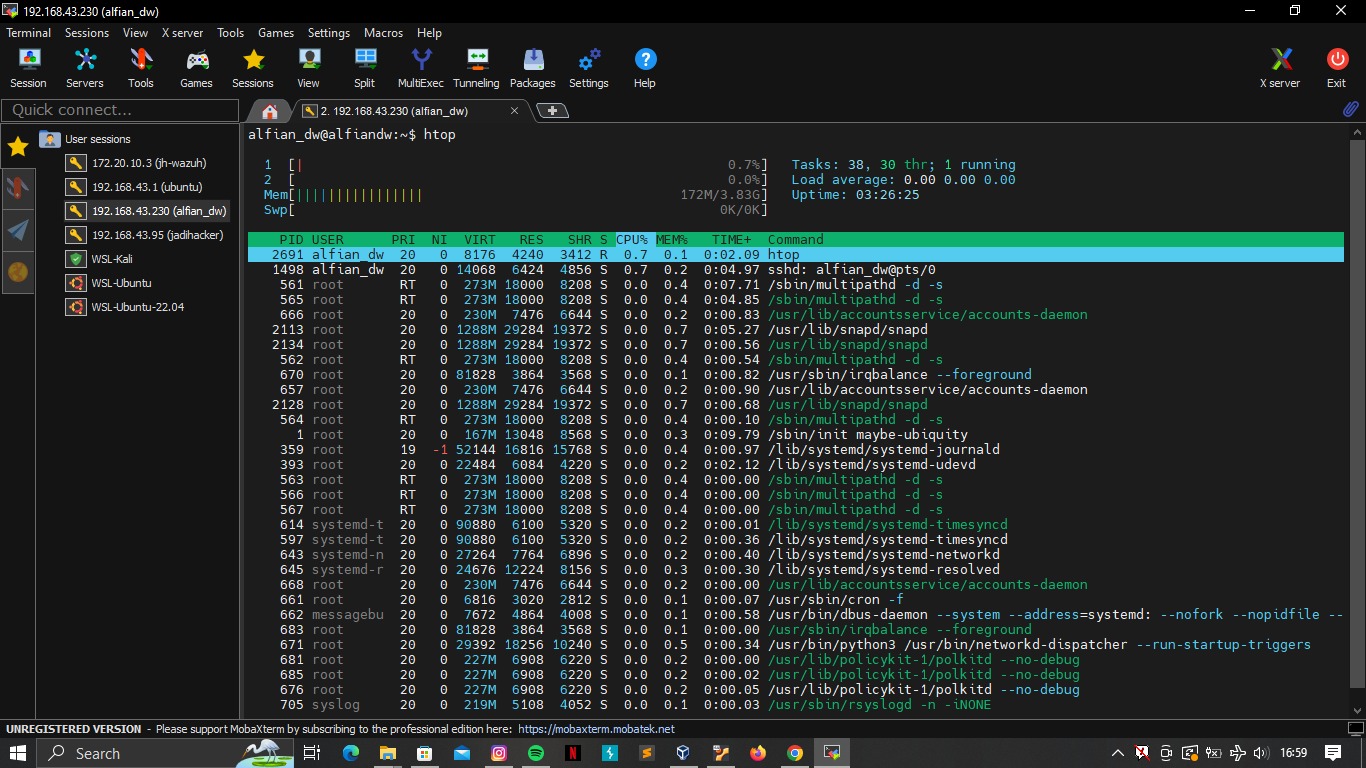 192.168.43.230 (alfian_dw)
Terminal Sessions View X server Tools Games Settings Macros Help
Session Servers Tools Games Sessions View Split MultiExec Tunneling Packages Settings Help X server Exit
Quick connect...
2. 192.168.43.230 (alfian_dw)
User sessions
172.20.10.3 (jh-wazuh)
192.168.43.1 (ubuntu)
192.168.43.230 (alfian_dw)
192.168.43.95 (jadihacker)
WSL-Kali
WSL-Ubuntu
WSL-Ubuntu-22.04
alfian_dw@alfiandw:~$ htop
1 [| 0.7%] Tasks: 38, 30 thr; 1 running
2 [ 0.0%] Load average: 0.00 0.00 0.00
Mem[|||||||||||||||| 172M/3.83G] Uptime: 03:26:25
Swp[ 0K/0K]
PID USER PRI NI VIRT RES SHR S CPU% MEM% TIME+ Command
2691 alfian_dw 20 0 8176 4240 3412 R 0.7 0.1 0:02.09 htop
1498 alfian_dw 20 0 14068 6424 4856 S 0.7 0.2 0:04.97 sshd: alfian_dw@pts/0
561 root RT 0 273M 18000 8208 S 0.0 0.4 0:07.71 /sbin/multipathd -d -s
565 root RT 0 273M 18000 8208 S 0.0 0.4 0:04.85 /sbin/multipathd -d -s
666 root 20 0 230M 7476 6644 S 0.0 0.2 0:00.83 /usr/lib/accountsservice/accounts-daemon
2113 root 20 0 1288M 29284 19372 S 0.0 0.7 0:05.27 /usr/lib/snapd/snapd
2134 root 20 0 1288M 29284 19372 S 0.0 0.7 0:00.56 /usr/lib/snapd/snapd
562 root RT 0 273M 18000 8208 S 0.0 0.4 0:00.54 /sbin/multipathd -d -s
670 root 20 0 81828 3864 3568 S 0.0 0.1 0:00.82 /usr/sbin/irqbalance --foreground
657 root 20 0 230M 7476 6644 S 0.0 0.2 0:00.90 /usr/lib/accountsservice/accounts-daemon
2128 root 20 0 1288M 29284 19372 S 0.0 0.7 0:00.68 /usr/lib/snapd/snapd
564 root RT 0 273M 18000 8208 S 0.0 0.4 0:00.10 /sbin/multipathd -d -s
1 root 20 0 167M 13048 8568 S 0.0 0.3 0:09.79 /sbin/init maybe-ubiquity
359 root 19 -1 52144 16816 15768 S 0.0 0.4 0:00.97 /lib/systemd/systemd-journald
393 root 20 0 22484 6084 4220 S 0.0 0.2 0:02.12 /lib/systemd/systemd-udevd
563 root RT 0 273M 18000 8208 S 0.0 0.4 0:00.00 /sbin/multipathd -d -s
566 root RT 0 273M 18000 8208 S 0.0 0.4 0:00.00 /sbin/multipathd -d -s
567 root RT 0 273M 18000 8208 S 0.0 0.4 0:00.00 /sbin/multipathd -d -s
614 systemd-t 20 0 90880 6100 5320 S 0.0 0.2 0:00.01 /lib/systemd/systemd-timesyncd
597 systemd-t 20 0 90880 6100 5320 S 0.0 0.2 0:00.36 /lib/systemd/systemd-timesyncd
643 systemd-n 20 0 27264 7764 6896 S 0.0 0.2 0:00.40 /lib/systemd/systemd-networkd
645 systemd-r 20 0 24676 12224 8156 S 0.0 0.3 0:00.30 /lib/systemd/systemd-resolved
668 root 20 0 230M 7476 6644 S 0.0 0.2 0:00.00 /usr/lib/accountsservice/accounts-daemon
661 root 20 0 6816 3020 2812 S 0.0 0.1 0:00.07 /usr/sbin/cron -f
662 messagebu 20 0 7672 4864 4008 S 0.0 0.1 0:00.58 /usr/bin/dbus-daemon --system --address=systemd: --nofork --nopidfile --
683 root 20 0 81828 3864 3568 S 0.0 0.1 0:00.00 /usr/sbin/irqbalance --foreground
671 root 20 0 29392 18256 10240 S 0.0 0.5 0:00.34 /usr/bin/python3 /usr/bin/networkd-dispatcher --run-startup-triggers
681 root 20 0 227M 6908 6220 S 0.0 0.2 0:00.00 /usr/lib/policykit-1/polkitd --no-debug
685 root 20 0 227M 6908 6220 S 0.0 0.2 0:00.02 /usr/lib/policykit-1/polkitd --no-debug
676 root 20 0 227M 6908 6220 S 0.0 0.2 0:00.05 /usr/lib/policykit-1/polkitd --no-debug
705 syslog 20 0 219M 5108 4052 S 0.0 0.1 0:00.03 /usr/sbin/rsyslogd -n -iNONE
UNREGISTERED VERSION - Please support MobaXterm by subscribing to the professional edition here: https://mobaxterm.mobatek.net
Search
16:59